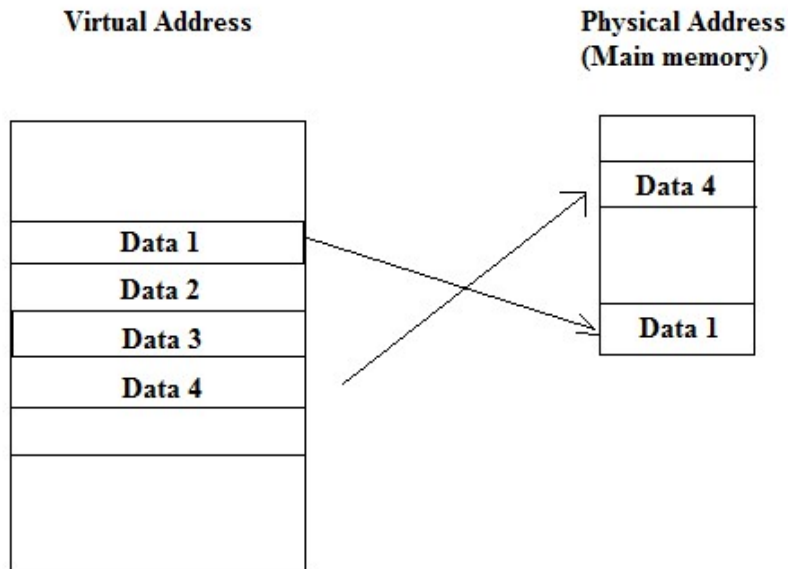 Virtual Address
Physical Address
(Main memory)
Data 1
Data 2
Data 3
Data 4
Data 4
Data 1